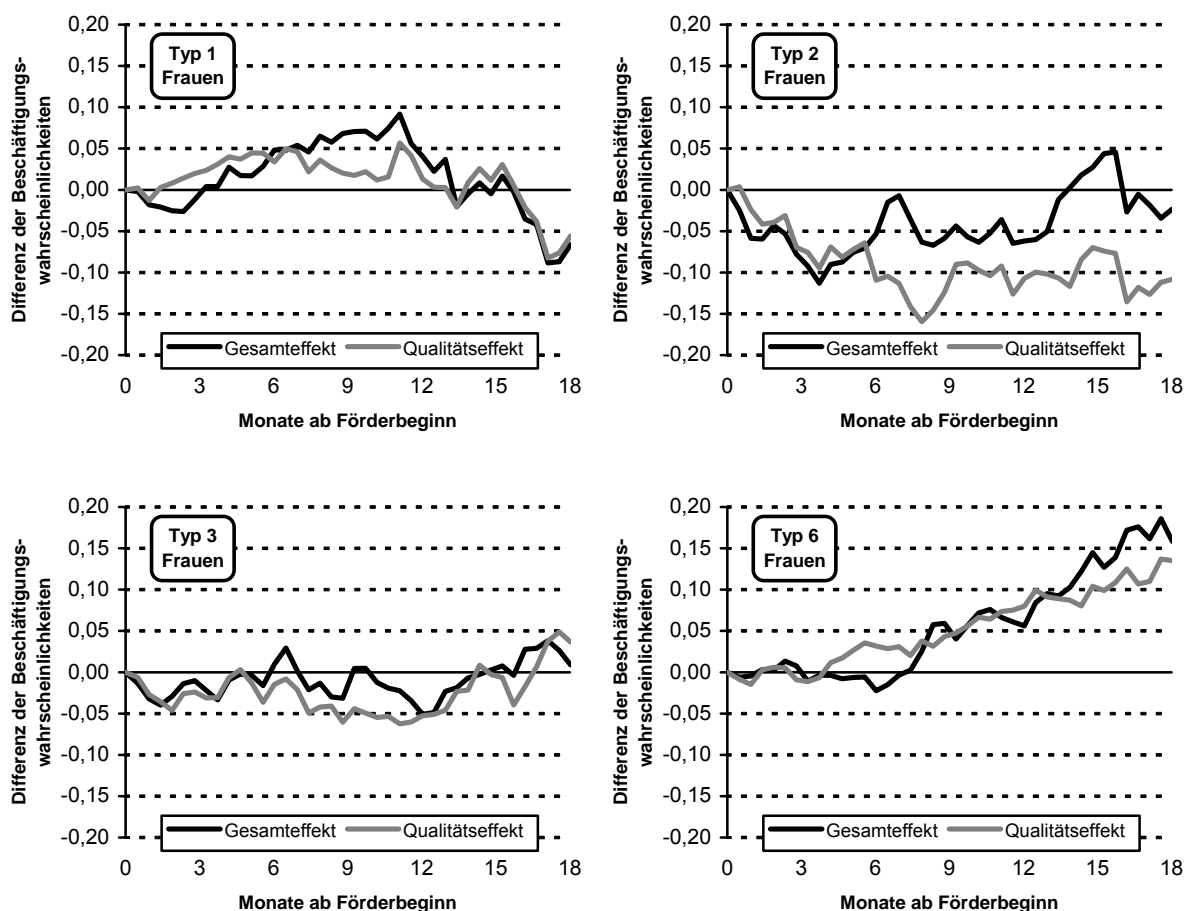 Differenz der Beschäftigungs-
wahrscheinlichkeiten
0,20
0,15
0,10
0,05
0,00
-0,05
-0,10
-0,15
-0,20
Typ 1
Frauen
Gesamteffekt Qualitätseffekt
0 3 6 9 12 15 18
Monate ab Förderbeginn
Differenz der Beschäftigungs-
wahrscheinlichkeiten
0,20
0,15
0,10
0,05
0,00
-0,05
-0,10
-0,15
-0,20
Typ 2
Frauen
Gesamteffekt Qualitätseffekt
0 3 6 9 12 15 18
Monate ab Förderbeginn
Differenz der Beschäftigungs-
wahrscheinlichkeiten
0,20
0,15
0,10
0,05
0,00
-0,05
-0,10
-0,15
-0,20
Typ 3
Frauen
Gesamteffekt Qualitätseffekt
0 3 6 9 12 15 18
Monate ab Förderbeginn
Differenz der Beschäftigungs-
wahrscheinlichkeiten
0,20
0,15
0,10
0,05
0,00
-0,05
-0,10
-0,15
-0,20
Typ 6
Frauen
Gesamteffekt Qualitätseffekt
0 3 6 9 12 15 18
Monate ab Förderbeginn